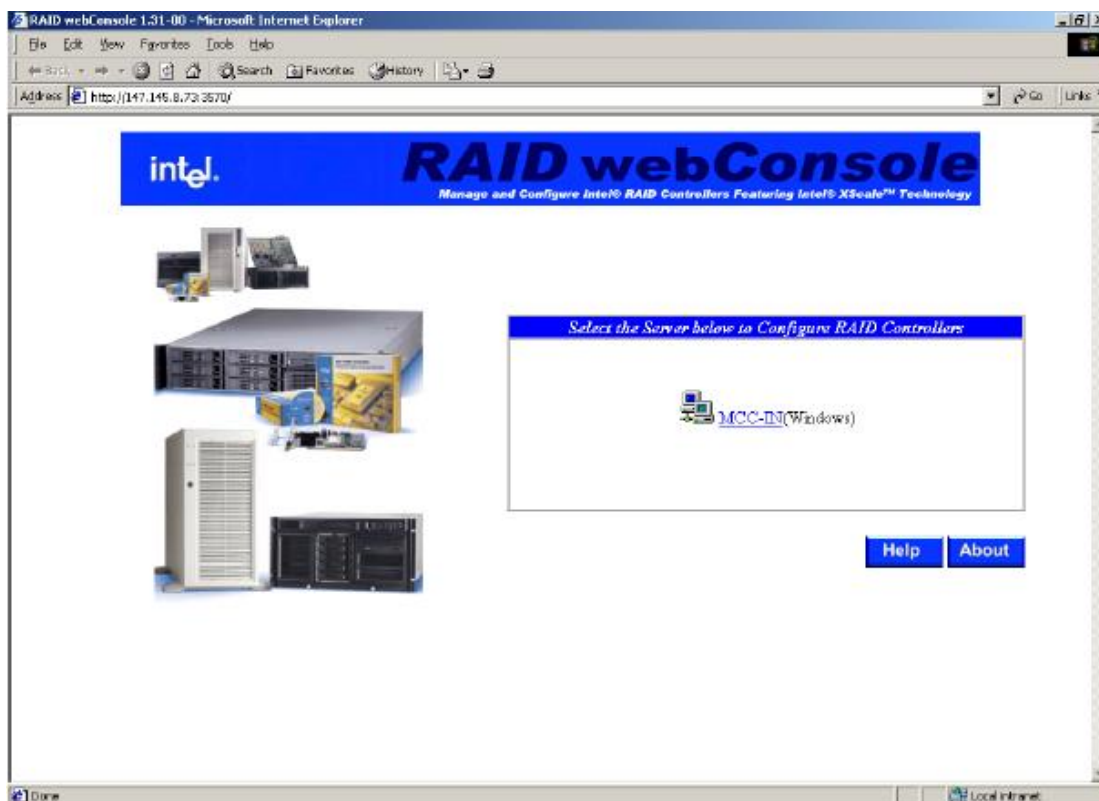 RAID webConsole 1.31-00 - Microsoft Internet Explorer
File Edit View Favorites Tools Help
Back Search Favorites History
Address http://147.145.8.73:3570/ Go Links
intel.
RAID webConsole
Manage and Configure Intel® RAID Controllers Featuring Intel® XScale™ Technology
Select the Server below to Configure RAID Controllers
MCC-IN(Windows)
Help About
Done Local intranet